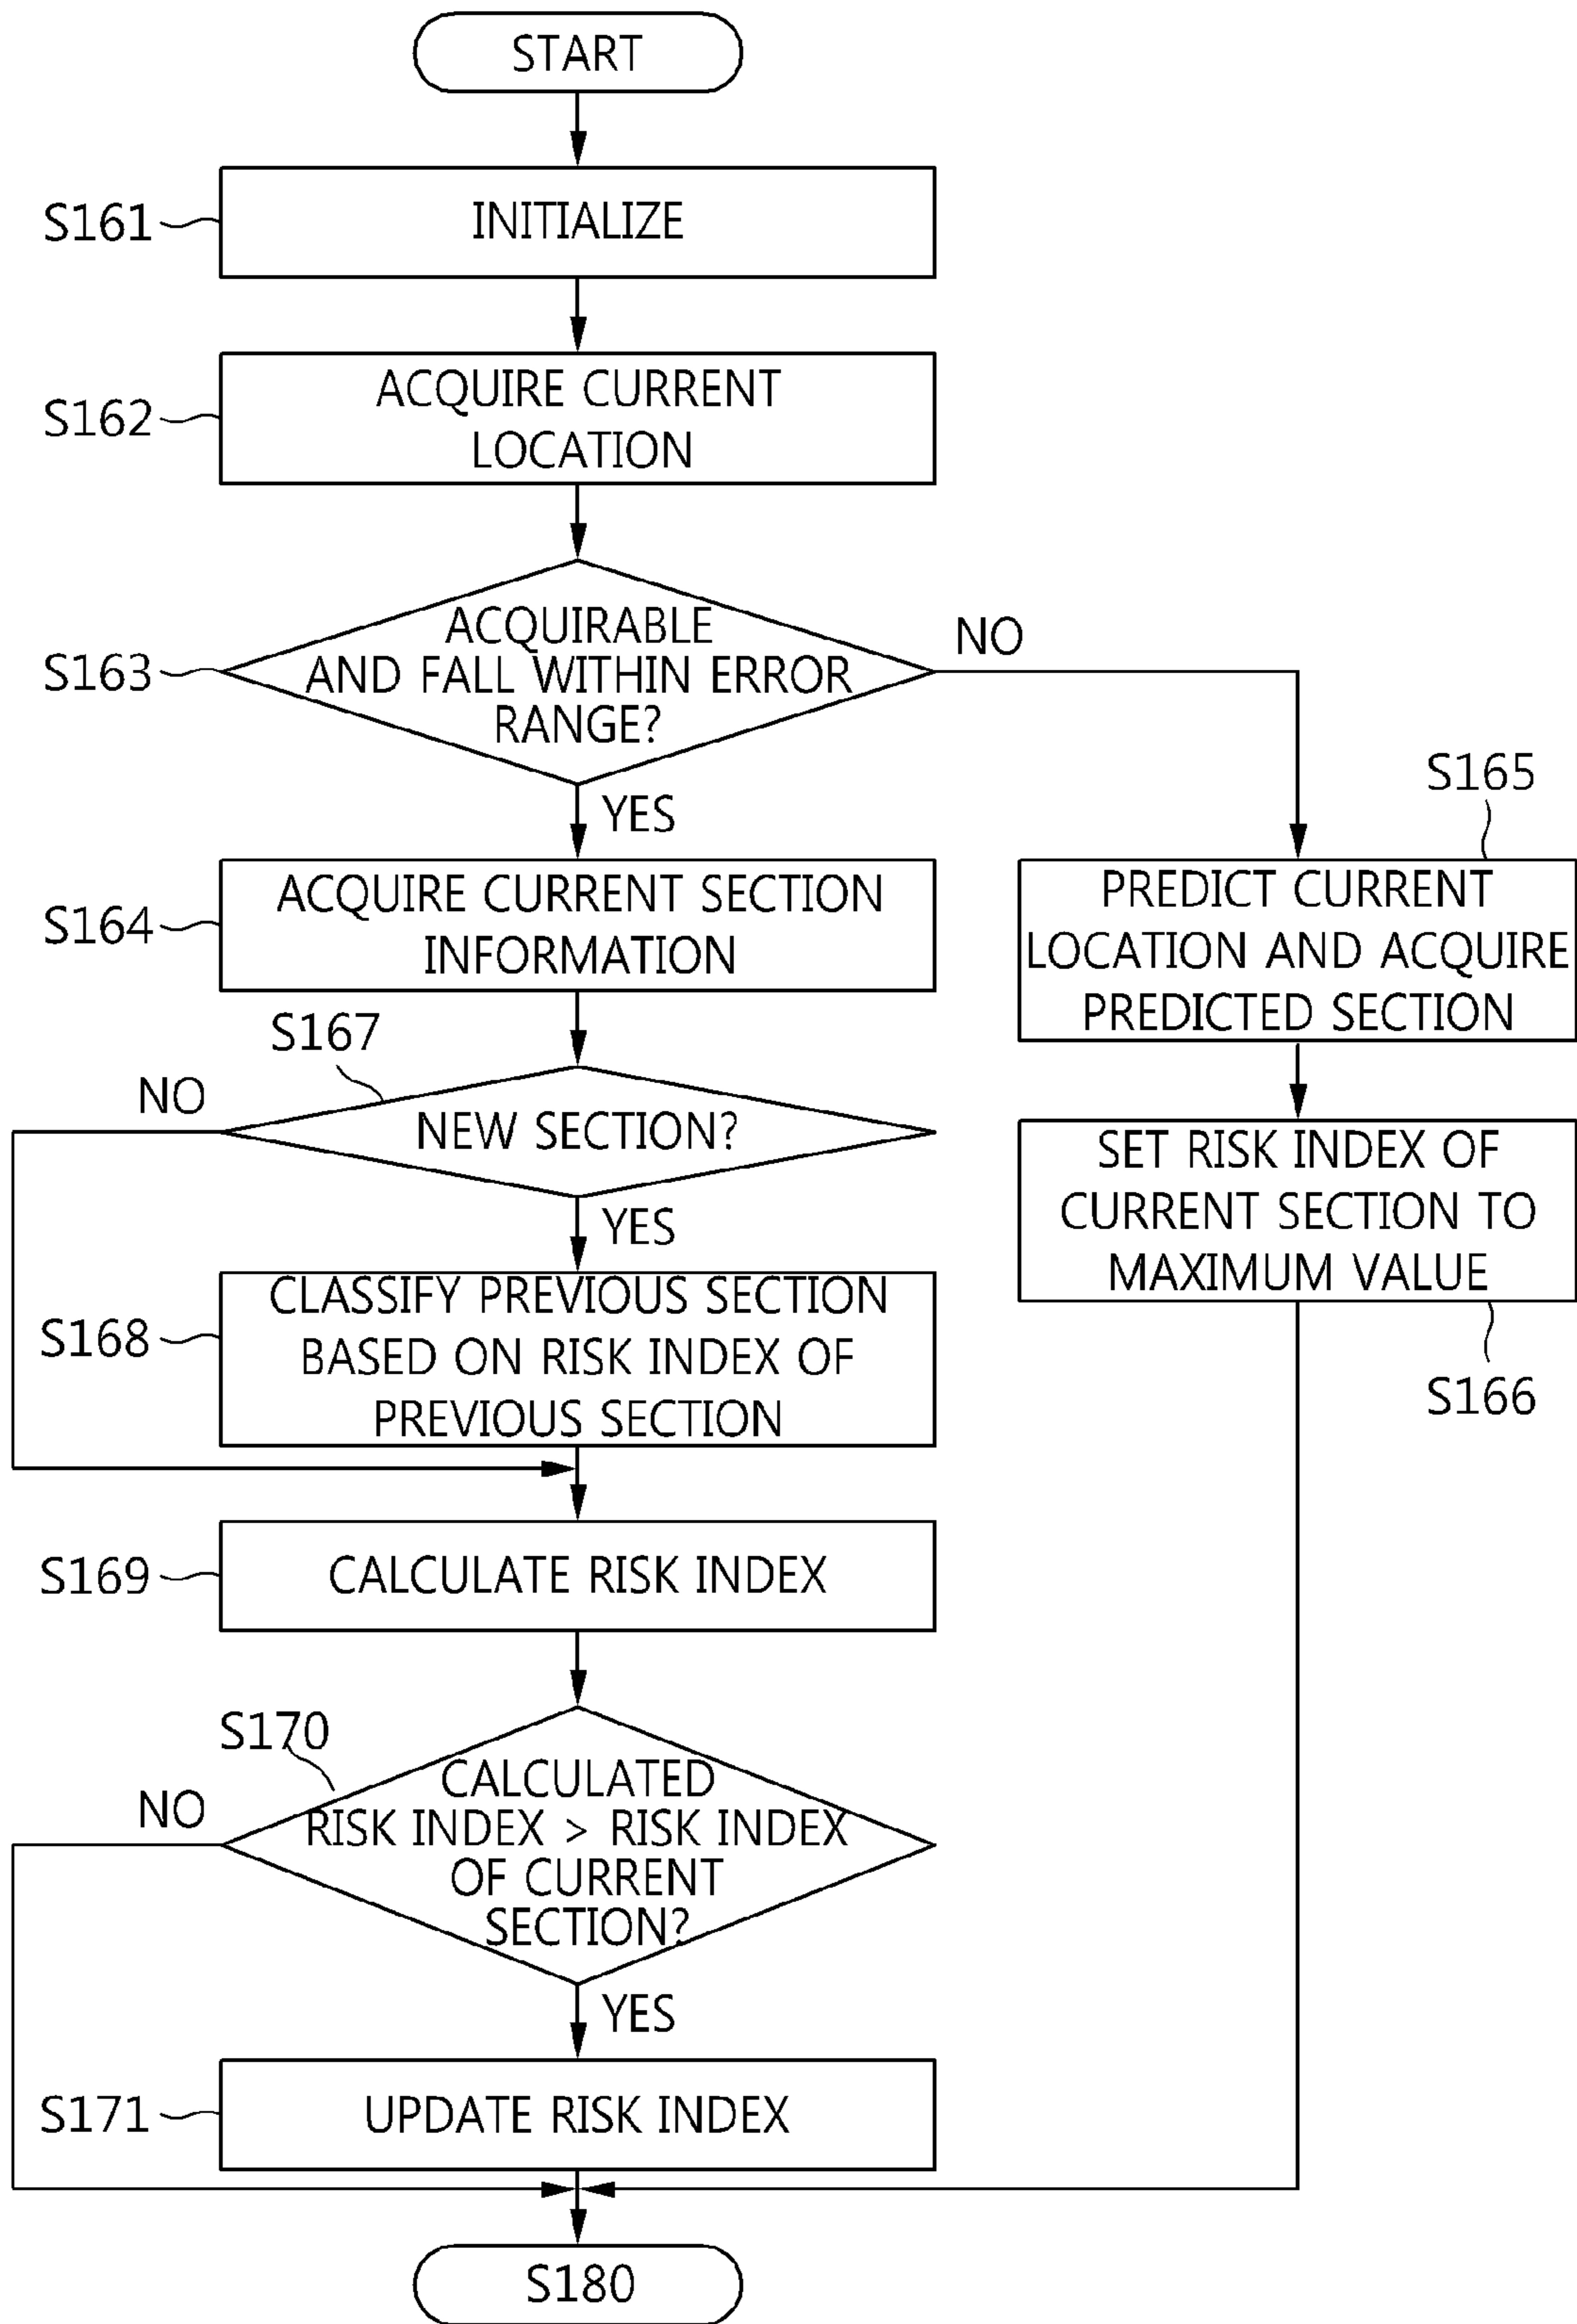 START
S161
INITIALIZE
S162
ACQUIRE CURRENT
LOCATION
S163
ACQUIRABLE
AND FALL WITHIN ERROR
RANGE?
NO
YES
S164
ACQUIRE CURRENT SECTION
INFORMATION
S165
PREDICT CURRENT
LOCATION AND ACQUIRE
PREDICTED SECTION
S167
NO
NEW SECTION?
YES
SET RISK INDEX OF
CURRENT SECTION TO
MAXIMUM VALUE
S166
S168
CLASSIFY PREVIOUS SECTION
BASED ON RISK INDEX OF
PREVIOUS SECTION
S169
CALCULATE RISK INDEX
S170
NO
CALCULATED
RISK INDEX > RISK INDEX
OF CURRENT
SECTION?
YES
S171
UPDATE RISK INDEX
S180